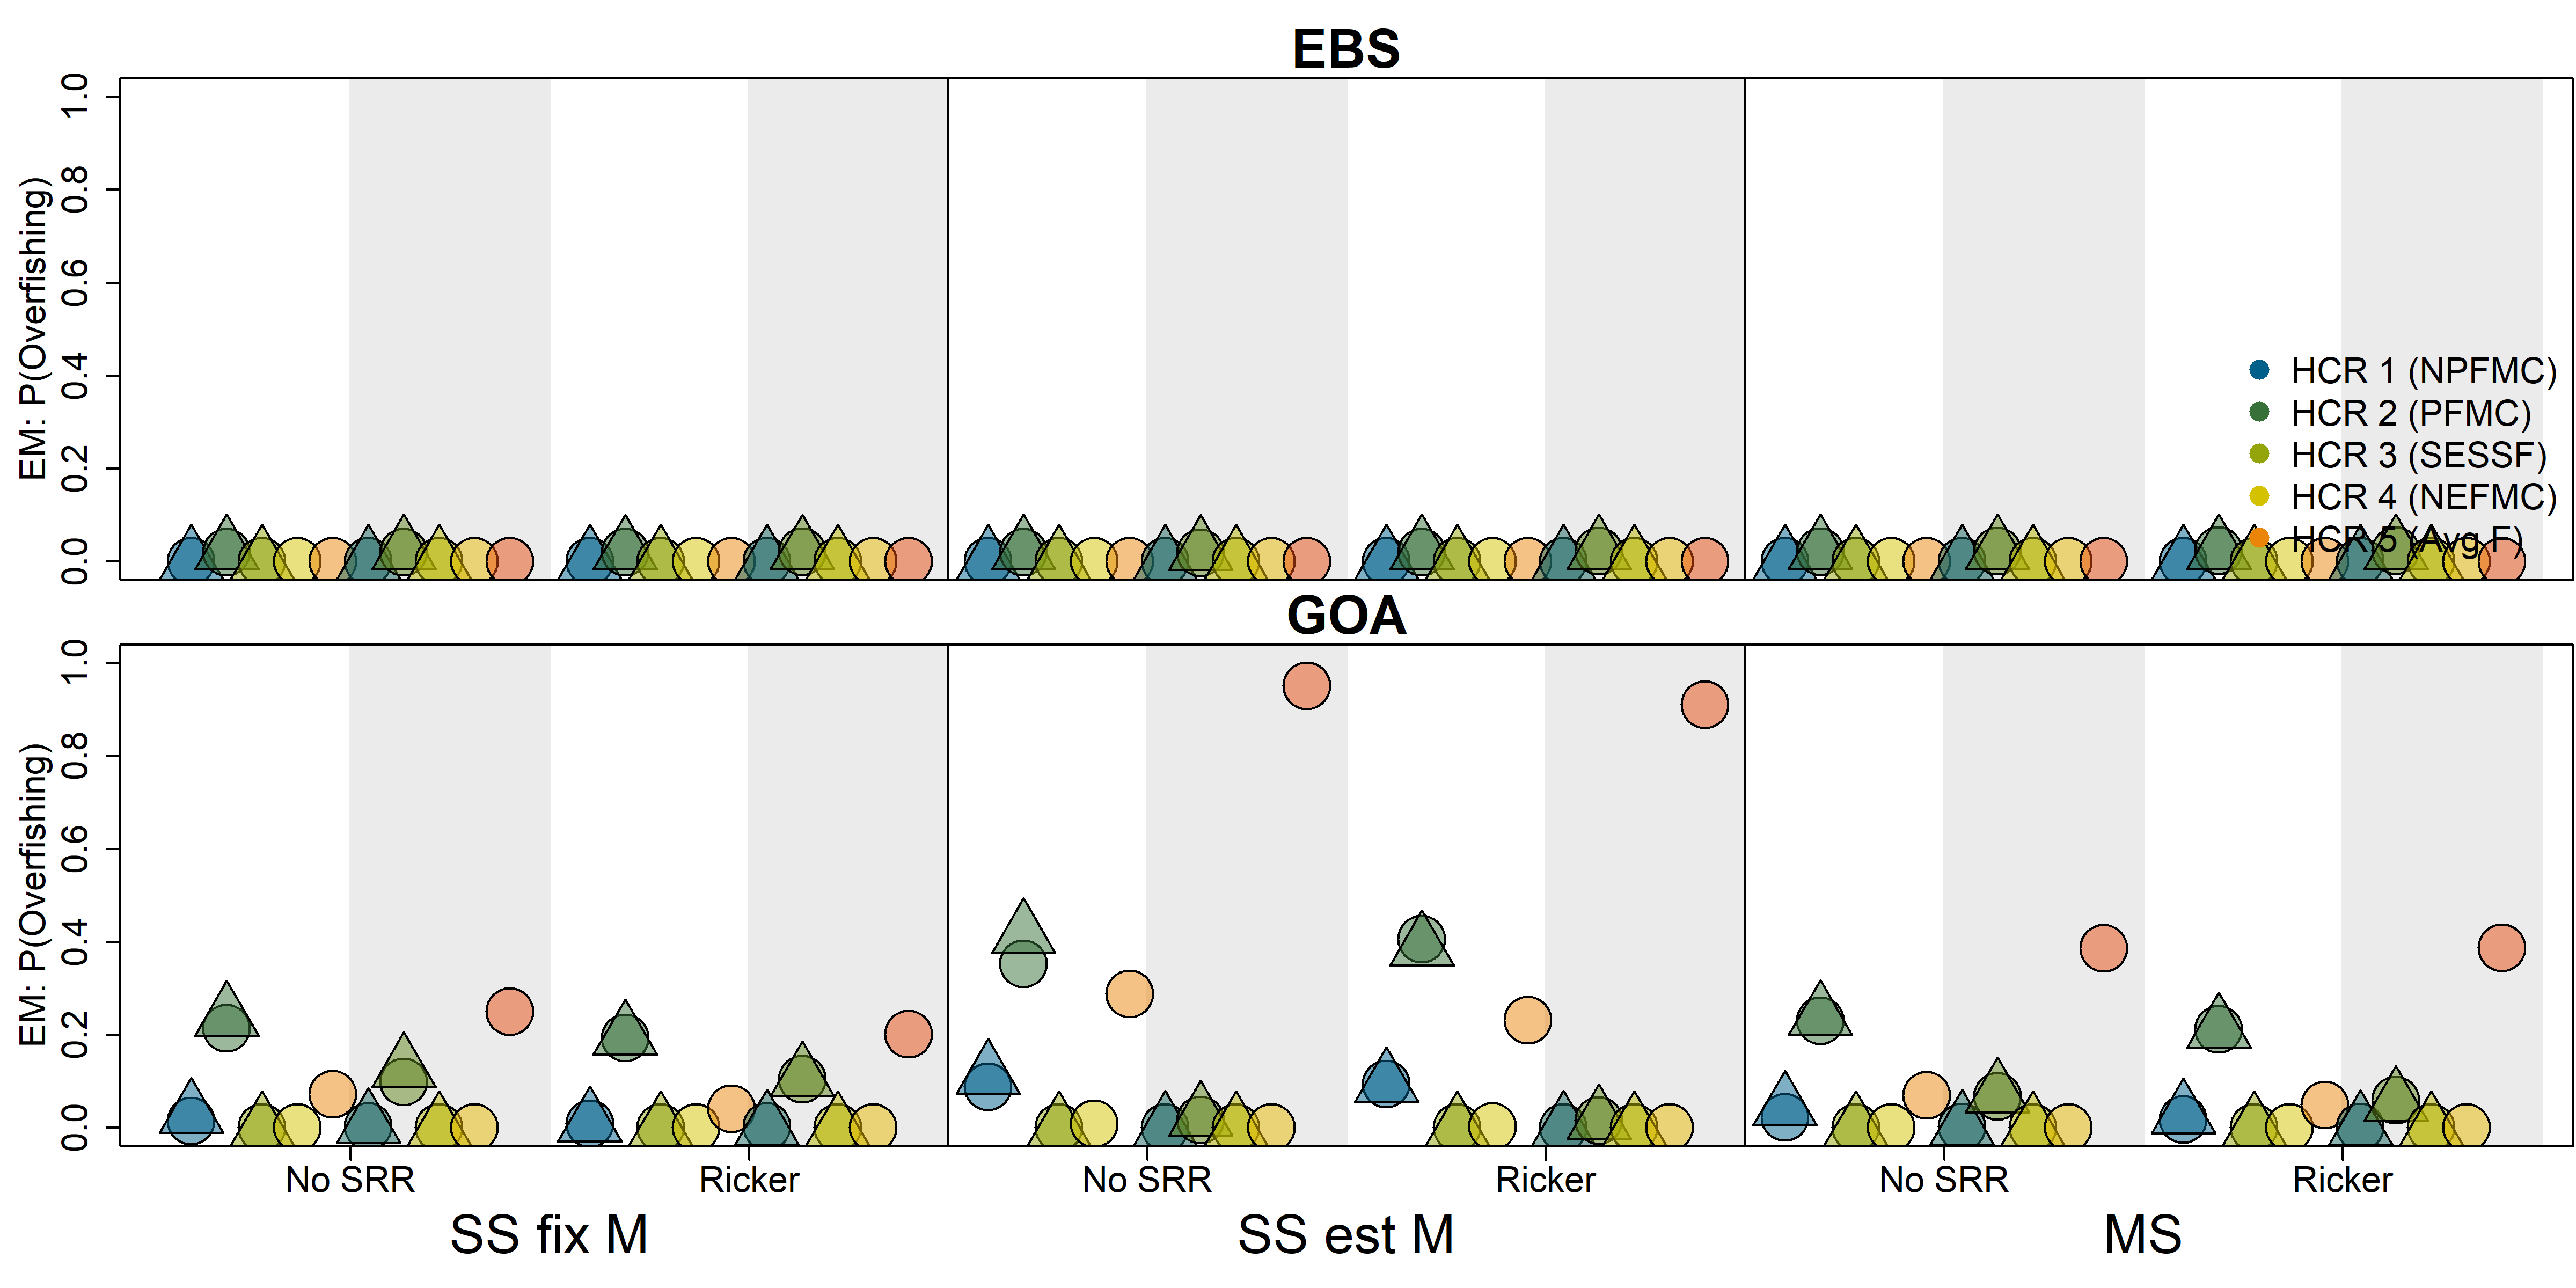 EBS
EM: P(Overfishing)
1.0
0.8
0.6
0.4
0.2
0.0
HCR 1 (NPFMC)
HCR 2 (PFMC)
HCR 3 (SESSF)
HCR 4 (NEFMC)
HCR 5 (Avg F)
GOA
EM: P(Overfishing)
1.0
0.8
0.6
0.4
0.2
0.0
No SRR Ricker No SRR Ricker No SRR Ricker
SS fix M SS est M MS